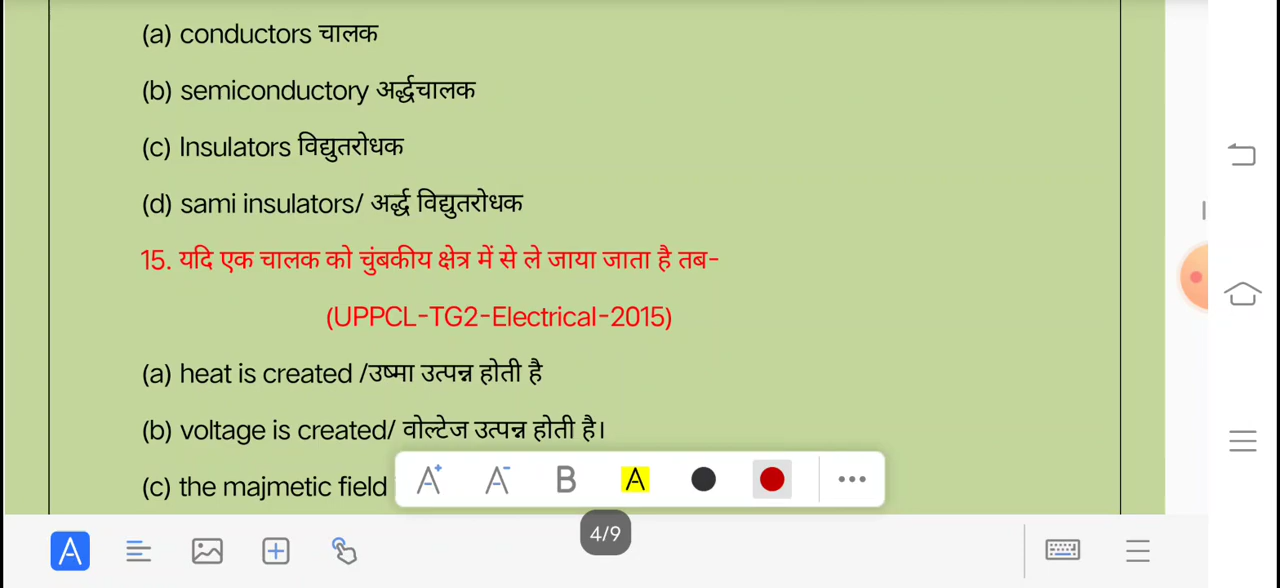 (a) conductors चालक
(b) semiconductory अर्द्धचालक
(c) Insulators विद्युतरोधक
(d) sami insulators/ अर्द्ध विद्युतरोधक
15. यदि एक चालक को चुंबकीय क्षेत्र में से ले जाया जाता है तब-
(UPPCL-TG2-Electrical-2015)
(a) heat is created /उष्मा उत्पन्न होती है
(b) voltage is created/ वोल्टेज उत्पन्न होती है।
(c) the majmetic field
A+ A- B A
A
4/9